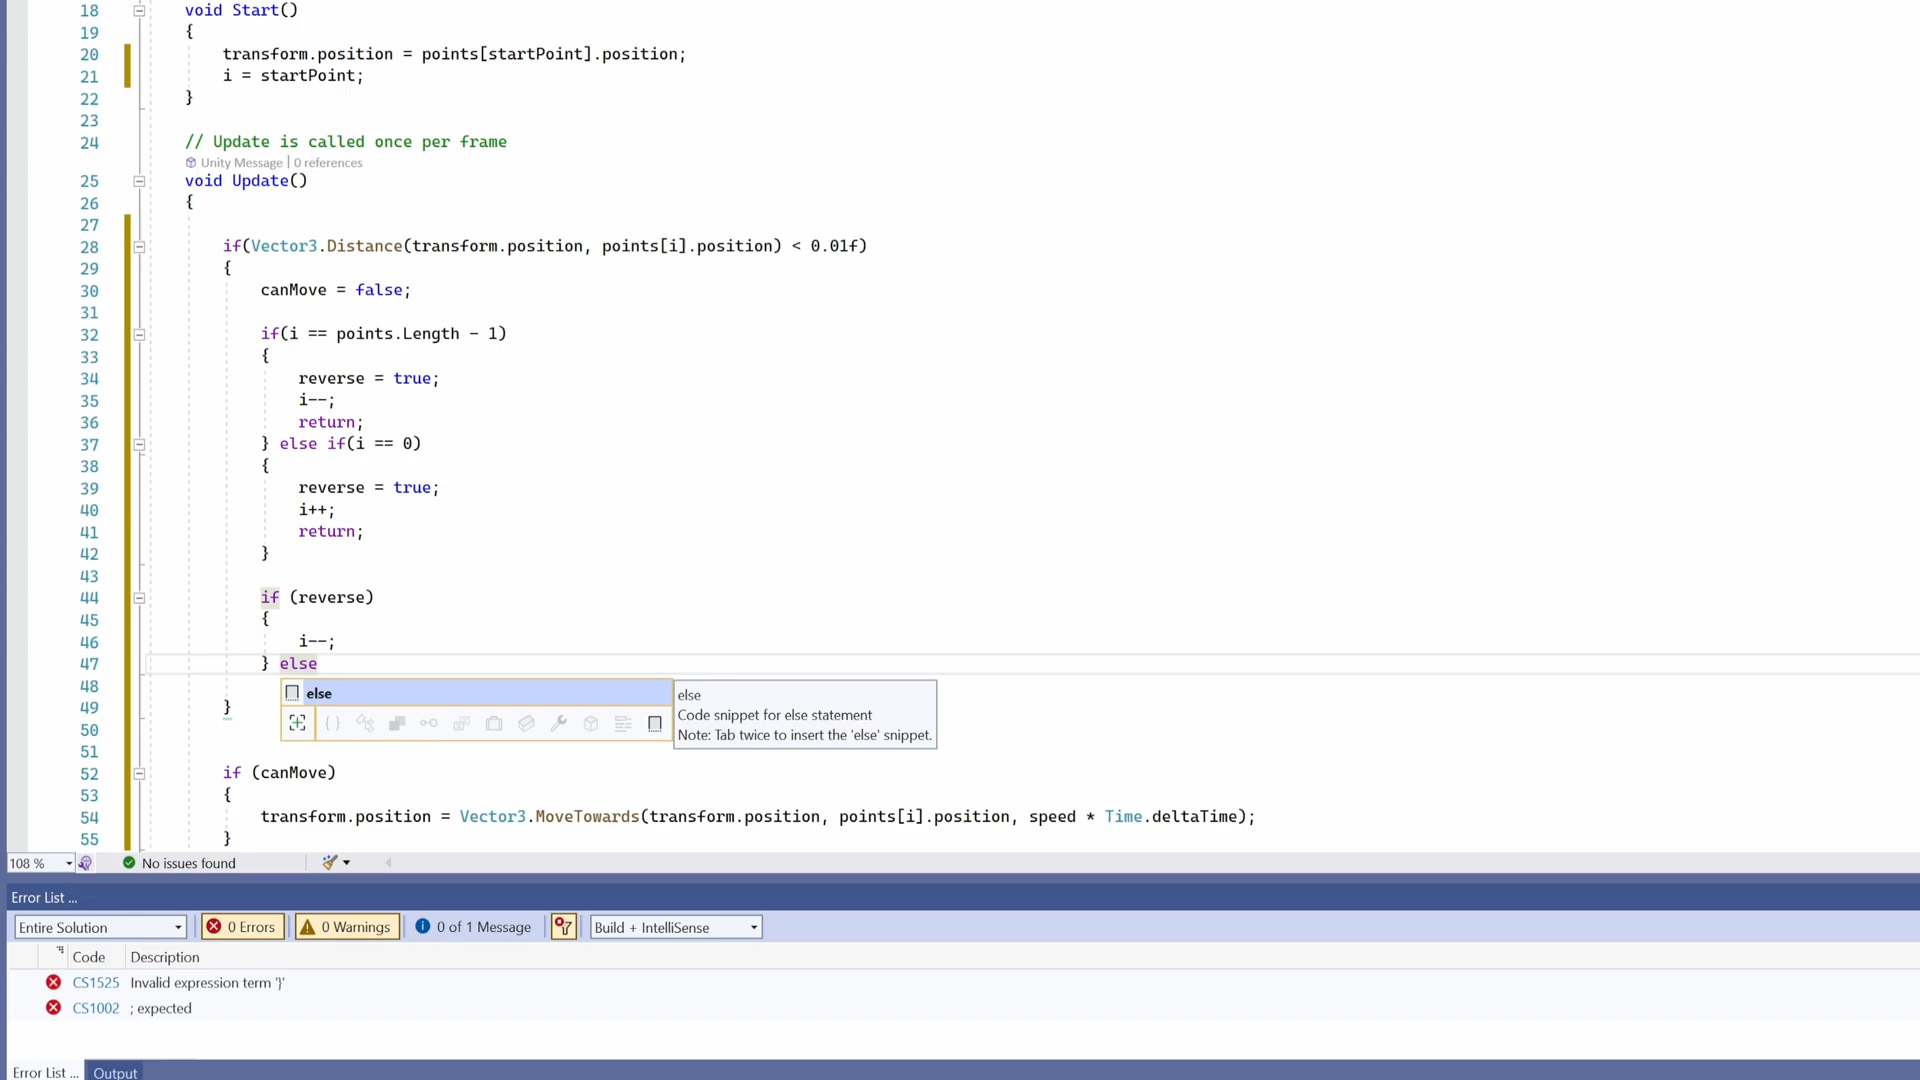 18 void Start()
19 {
20 transform.position = points[startPoint].position;
21 i = startPoint;
22 }
23
24 // Update is called once per frame
Unity Message | 0 references
25 void Update()
26 {
27
28 if(Vector3.Distance(transform.position, points[i].position) < 0.01f)
29 {
30 canMove = false;
31
32 if(i == points.Length - 1)
33 {
34 reverse = true;
35 i--;
36 return;
37 } else if(i == 0)
38 {
39 reverse = true;
40 i++;
41 return;
42 }
43
44 if (reverse)
45 {
46 i--;
47 } else
48
else
else
Code snippet for else statement
Note: Tab twice to insert the 'else' snippet.
49 }
50
51
52 if (canMove)
53 {
54 transform.position = Vector3.MoveTowards(transform.position, points[i].position, speed * Time.deltaTime);
55 }
108 % No issues found
Error List ...
Entire Solution 0 Errors 0 Warnings 0 of 1 Message Build + IntelliSense
Code Description
CS1525 Invalid expression term '}'
CS1002 ; expected
Error List ... Output